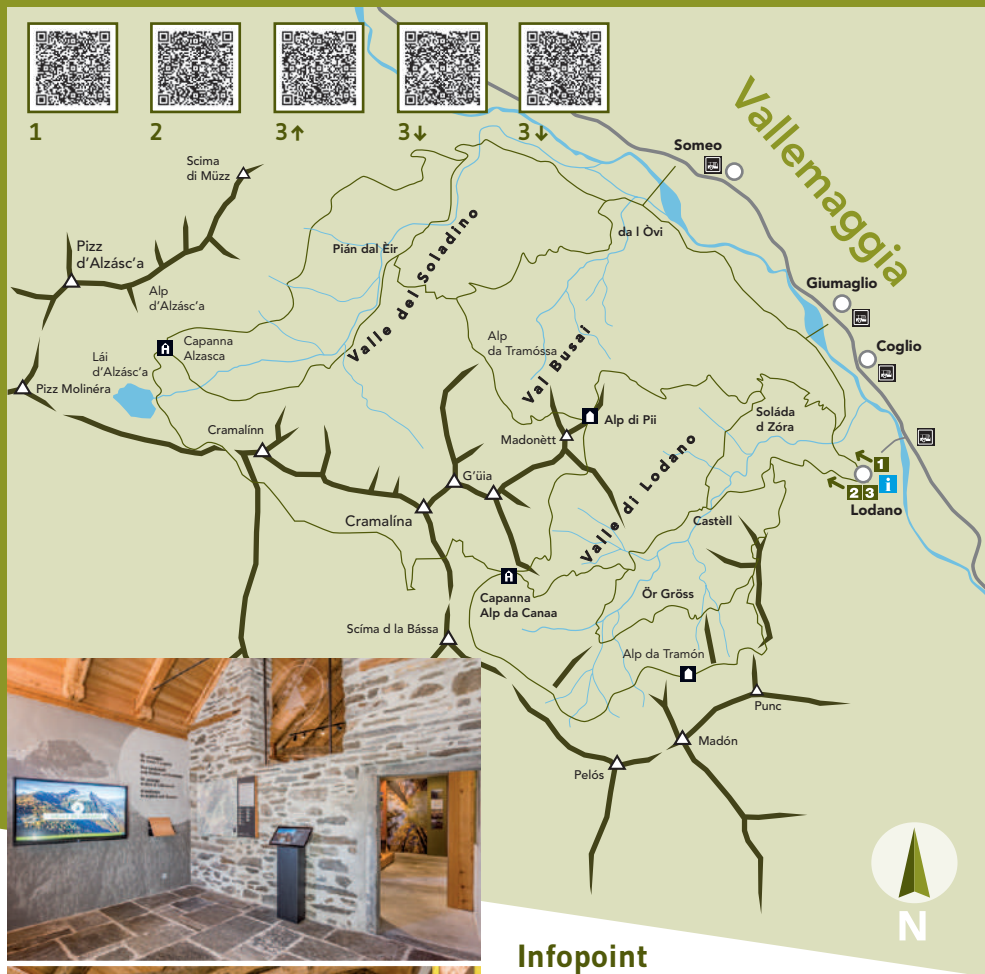 1
2
3↑
3↓
3↓
Vallemaggia
Someo
Scima
di Müzz
Pizz
d'Alzásc'a
Alp
d'Alzásc'a
Pián dal Èir
Valle del Soladino
da l Òvi
Giumaglio
Coglio
Capanna
Alzasca
Lái
d'Alzásc'a
Pizz Molinéra
Alp
da Tramóssa
Val Busai
Alp di Pii
Madonètt
Soláda
d Zóra
Cramalínn
G'üia
Cramalína
Valle di Lodano
Castèll
1
2 3 i
Lodano
Capanna
Alp da Canaa
Ör Gröss
Scíma d la Bássa
Alp da Tramón
Punc
Madón
Pelós
N
Infopoint